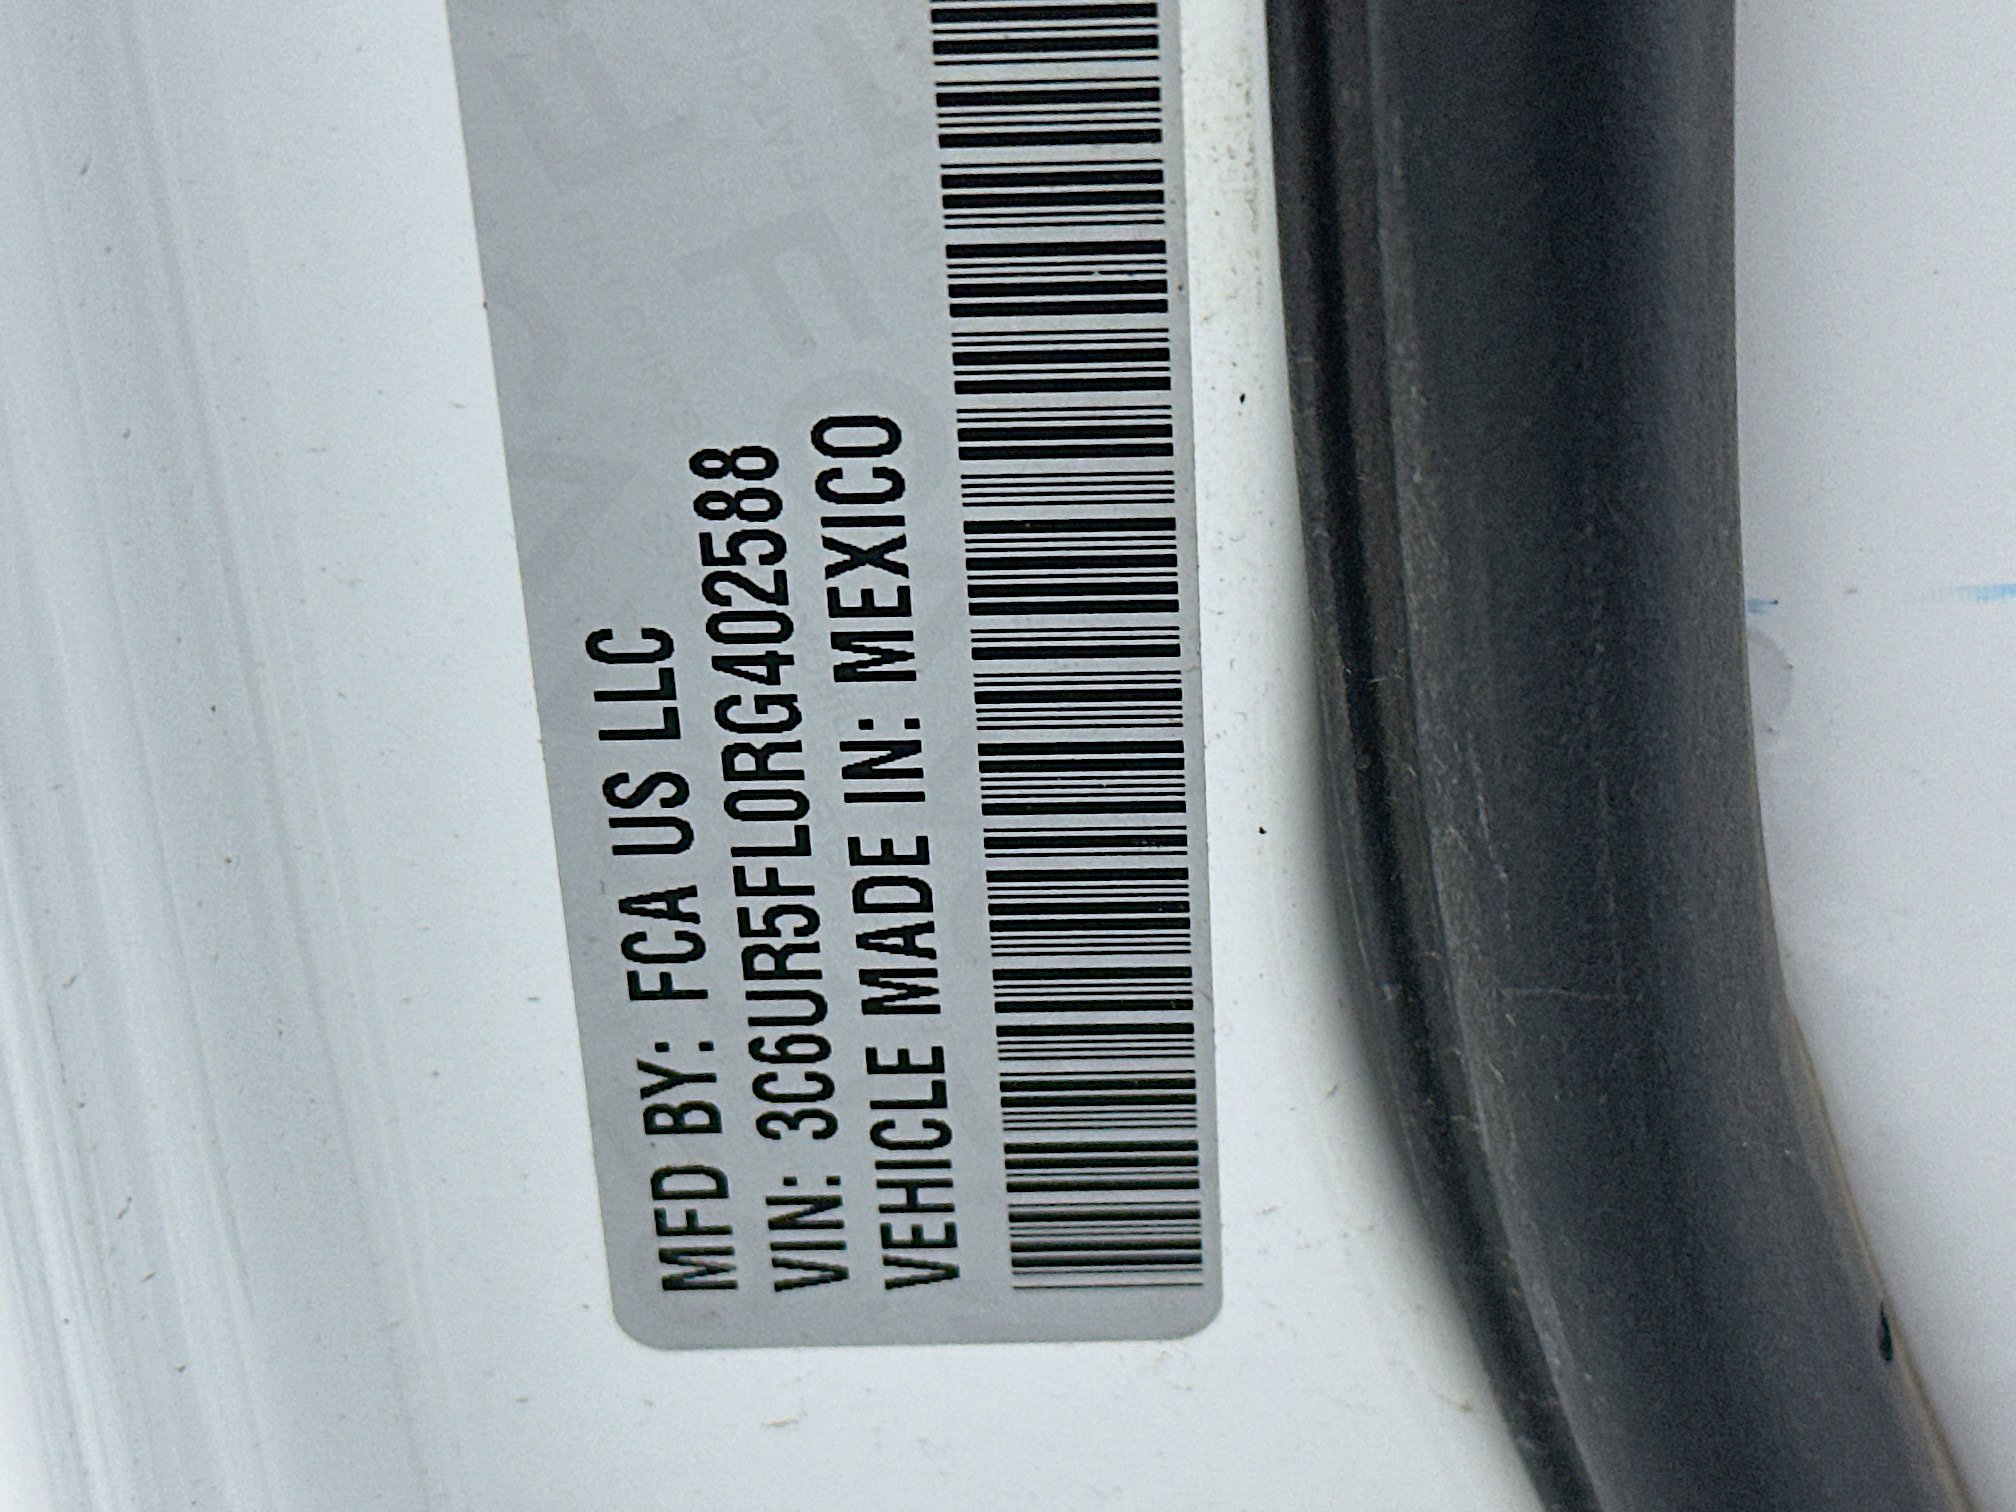 MFD BY: FCA US LLC
VIN: 3C6UR5FL0RG402588
VEHICLE MADE IN: MEXICO